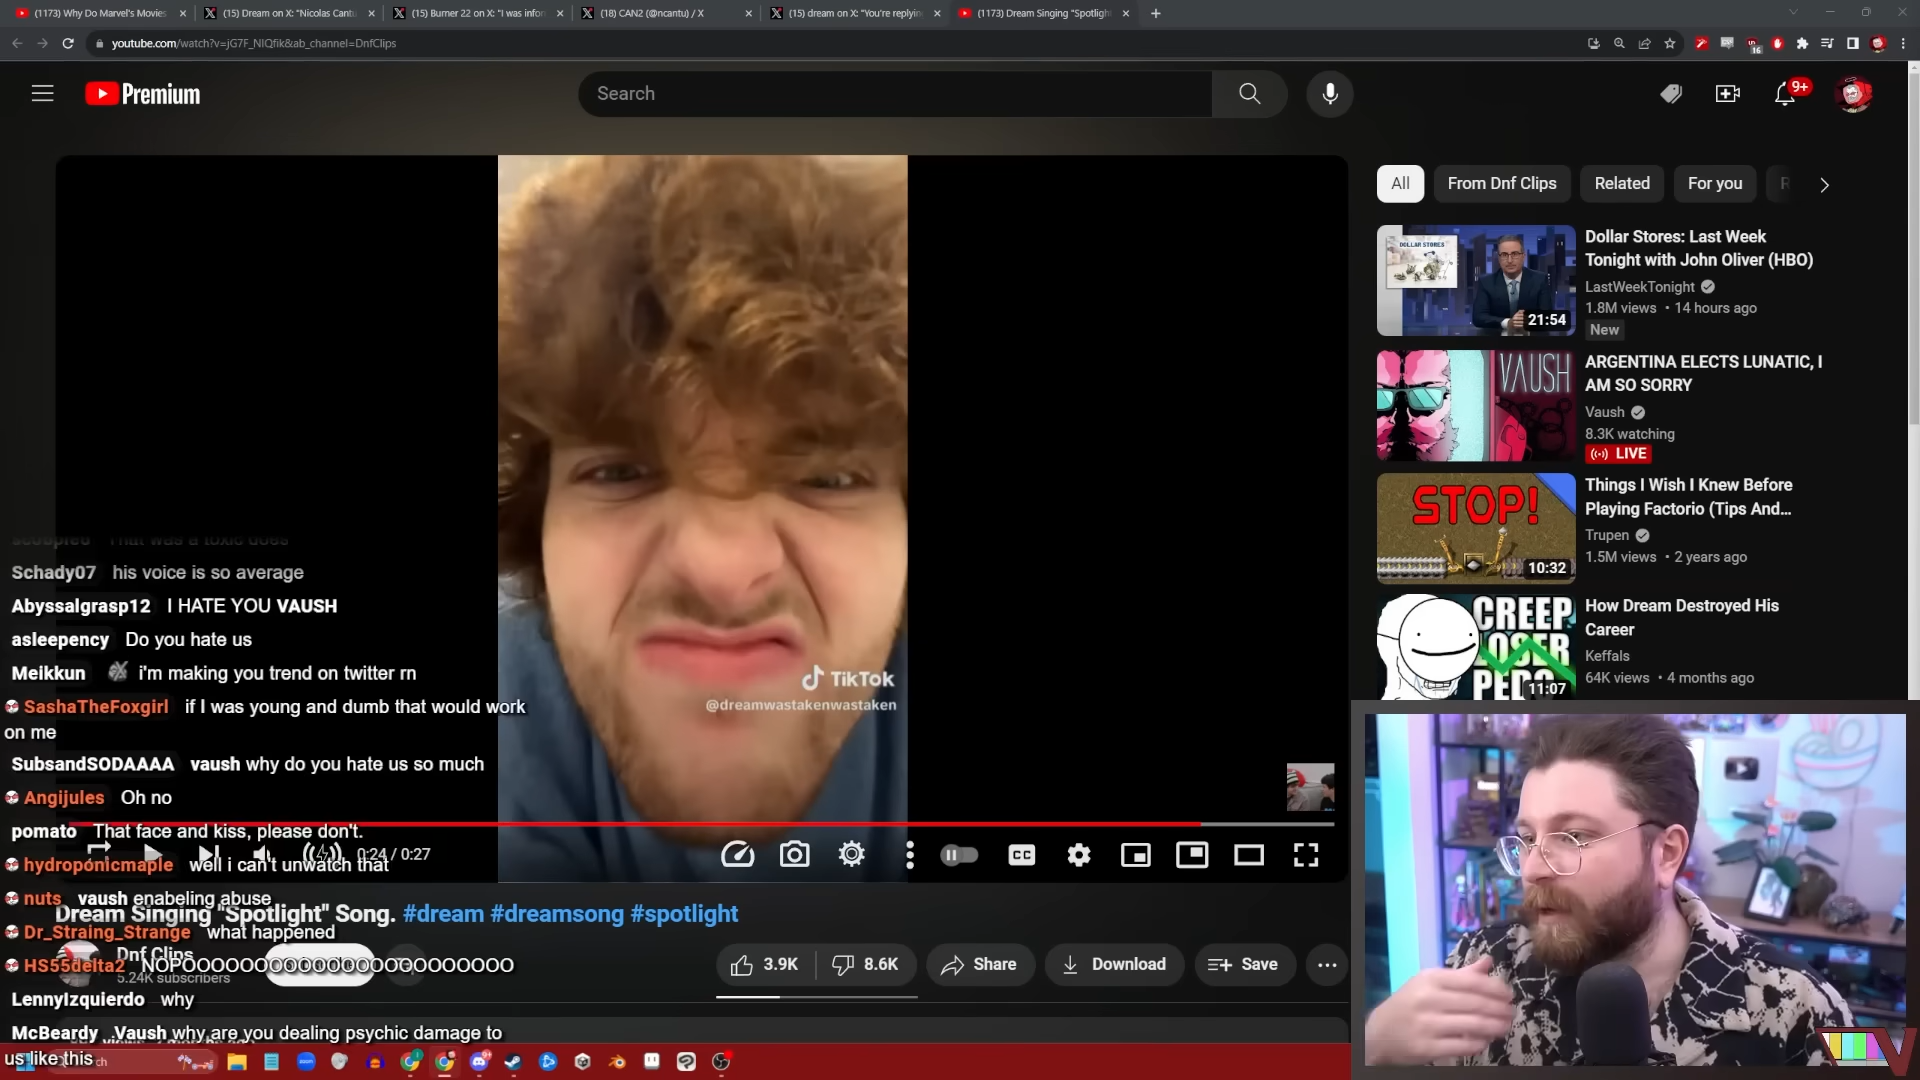 (1173) Why Do Marvel's Movies
(15) Dream on X: "Nicolas Cantu
(15) Burner 22 on X: "I was infor
(18) CAN2 (@ncantu) / X
(15) dream on X: "You're replyin
(1173) Dream Singing "Spotligh
youtube.com/watch?v=jG7F_NIQfik&ab_channel=DnfClips
16
Premium
Search
9+
All
From Dnf Clips
Related
For you
Dollar Stores: Last Week
Tonight with John Oliver (HBO)
LastWeekTonight
1.8M views • 14 hours ago
New
DOLLAR STORES
21:54
ARGENTINA ELECTS LUNATIC, I
AM SO SORRY
Vaush
8.3K watching
LIVE
VAUSH
Things I Wish I Knew Before
Playing Factorio (Tips And...
Trupen
1.5M views • 2 years ago
STOP!
10:32
How Dream Destroyed His
Career
Keffals
64K views • 4 months ago
CREEP
LOSER
PEDO
11:07
TikTok
@dreamwastakenwastaken
That was a toxic
Schady07 his voice is so average
Abyssalgrasp12 I HATE YOU VAUSH
asleepency Do you hate us
Meikkun i'm making you trend on twitter rn
SashaTheFoxgirl if I was young and dumb that would work
on me
SubsandSODAAAA vaush why do you hate us so much
Angijules Oh no
pomato That face and kiss, please don't.
hydroponicmaple well i can't unwatch that
nuts vaush enabeling abuse
Dr_Straing_Strange what happened
HS55delta2 NOPOOOOOOOOOOOOOOOOOOOOOO
LennyIzquierdo why
McBeardy Vaush why are you dealing psychic damage to
us like this
0:24 / 0:27
CC
Dream Singing "Spotlight" Song. #dream #dreamsong #spotlight
Dnf Clips
5.24K subscribers
3.9K
8.6K
Share
Download
Save